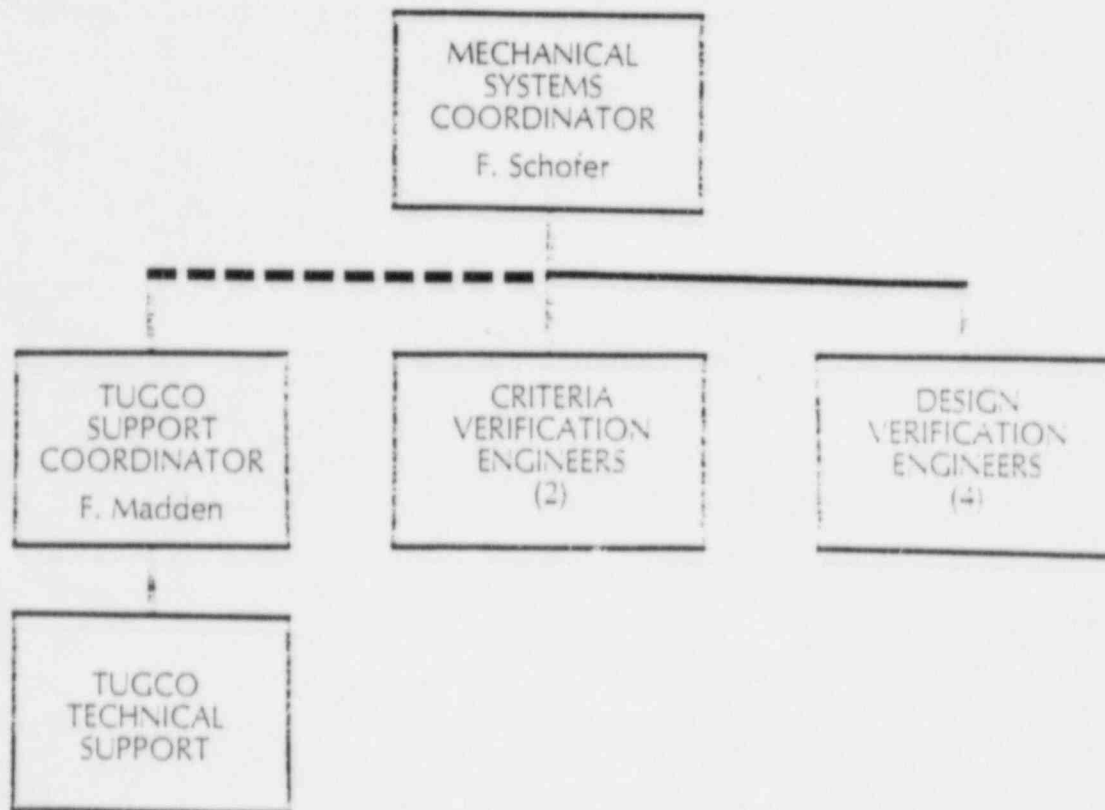 MECHANICAL
SYSTEMS
COORDINATOR
F. Schofer
TUGCO
SUPPORT
COORDINATOR
F. Madden
CRITERIA
VERIFICATION
ENGINEERS
(2)
DESIGN
VERIFICATION
ENGINEERS
(4)
TUGCO
TECHNICAL
SUPPORT